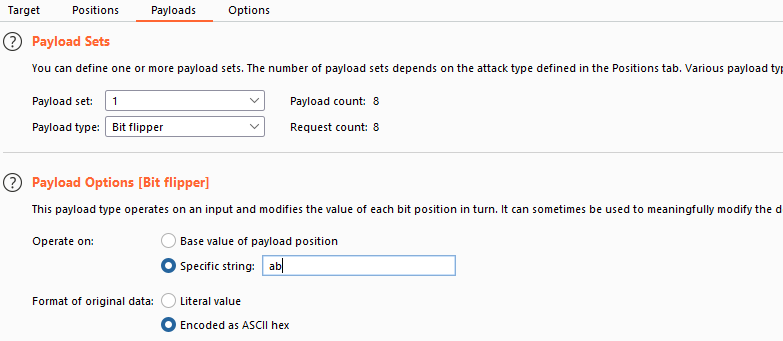 Target Positions Payloads Options
? Payload Sets
You can define one or more payload sets. The number of payload sets depends on the attack type defined in the Positions tab. Various payload typ
Payload set: 1 Payload count: 8
Payload type: Bit flipper Request count: 8
? Payload Options [Bit flipper]
This payload type operates on an input and modifies the value of each bit position in turn. It can sometimes be used to meaningfully modify the d
Operate on: Base value of payload position
Specific string: ab
Format of original data: Literal value
Encoded as ASCII hex